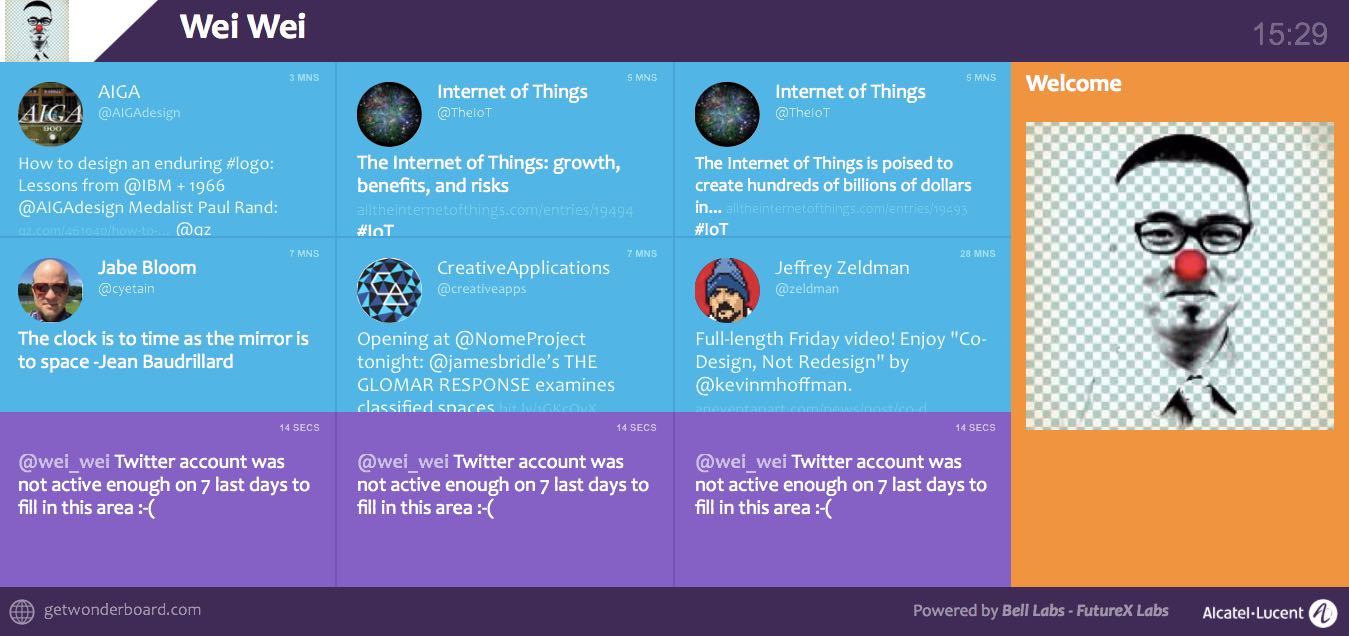 Wei Wei
15:29
3 MNS
AIGA
@AIGAdesign
How to design an enduring #logo:
Lessons from @IBM + 1966
@AIGAdesign Medalist Paul Rand:
qz.com/461040/how-to-... @qz
5 MNS
Internet of Things
@TheIoT
The Internet of Things: growth,
benefits, and risks
alltheinternetofthings.com/entries/19494
#IoT
5 MNS
Internet of Things
@TheIoT
The Internet of Things is poised to
create hundreds of billions of dollars
in... alltheinternetofthings.com/entries/19493
#IoT
Welcome
7 MNS
Jabe Bloom
@cyetain
The clock is to time as the mirror is
to space -Jean Baudrillard
7 MNS
CreativeApplications
@creativeapps
Opening at @NomeProject
tonight: @jamesbridle’s THE
GLOMAR RESPONSE examines
classified spaces
28 MNS
Jeffrey Zeldman
@zeldman
Full-length Friday video! Enjoy "Co-
Design, Not Redesign" by
@kevinmhoffman.
aneventapart.com/news/post/co-d
14 SECS
@wei_wei Twitter account was
not active enough on 7 last days to
fill in this area :-(
14 SECS
@wei_wei Twitter account was
not active enough on 7 last days to
fill in this area :-(
14 SECS
@wei_wei Twitter account was
not active enough on 7 last days to
fill in this area :-(
getwonderboard.com
Powered by Bell Labs - FutureX Labs
Alcatel·Lucent